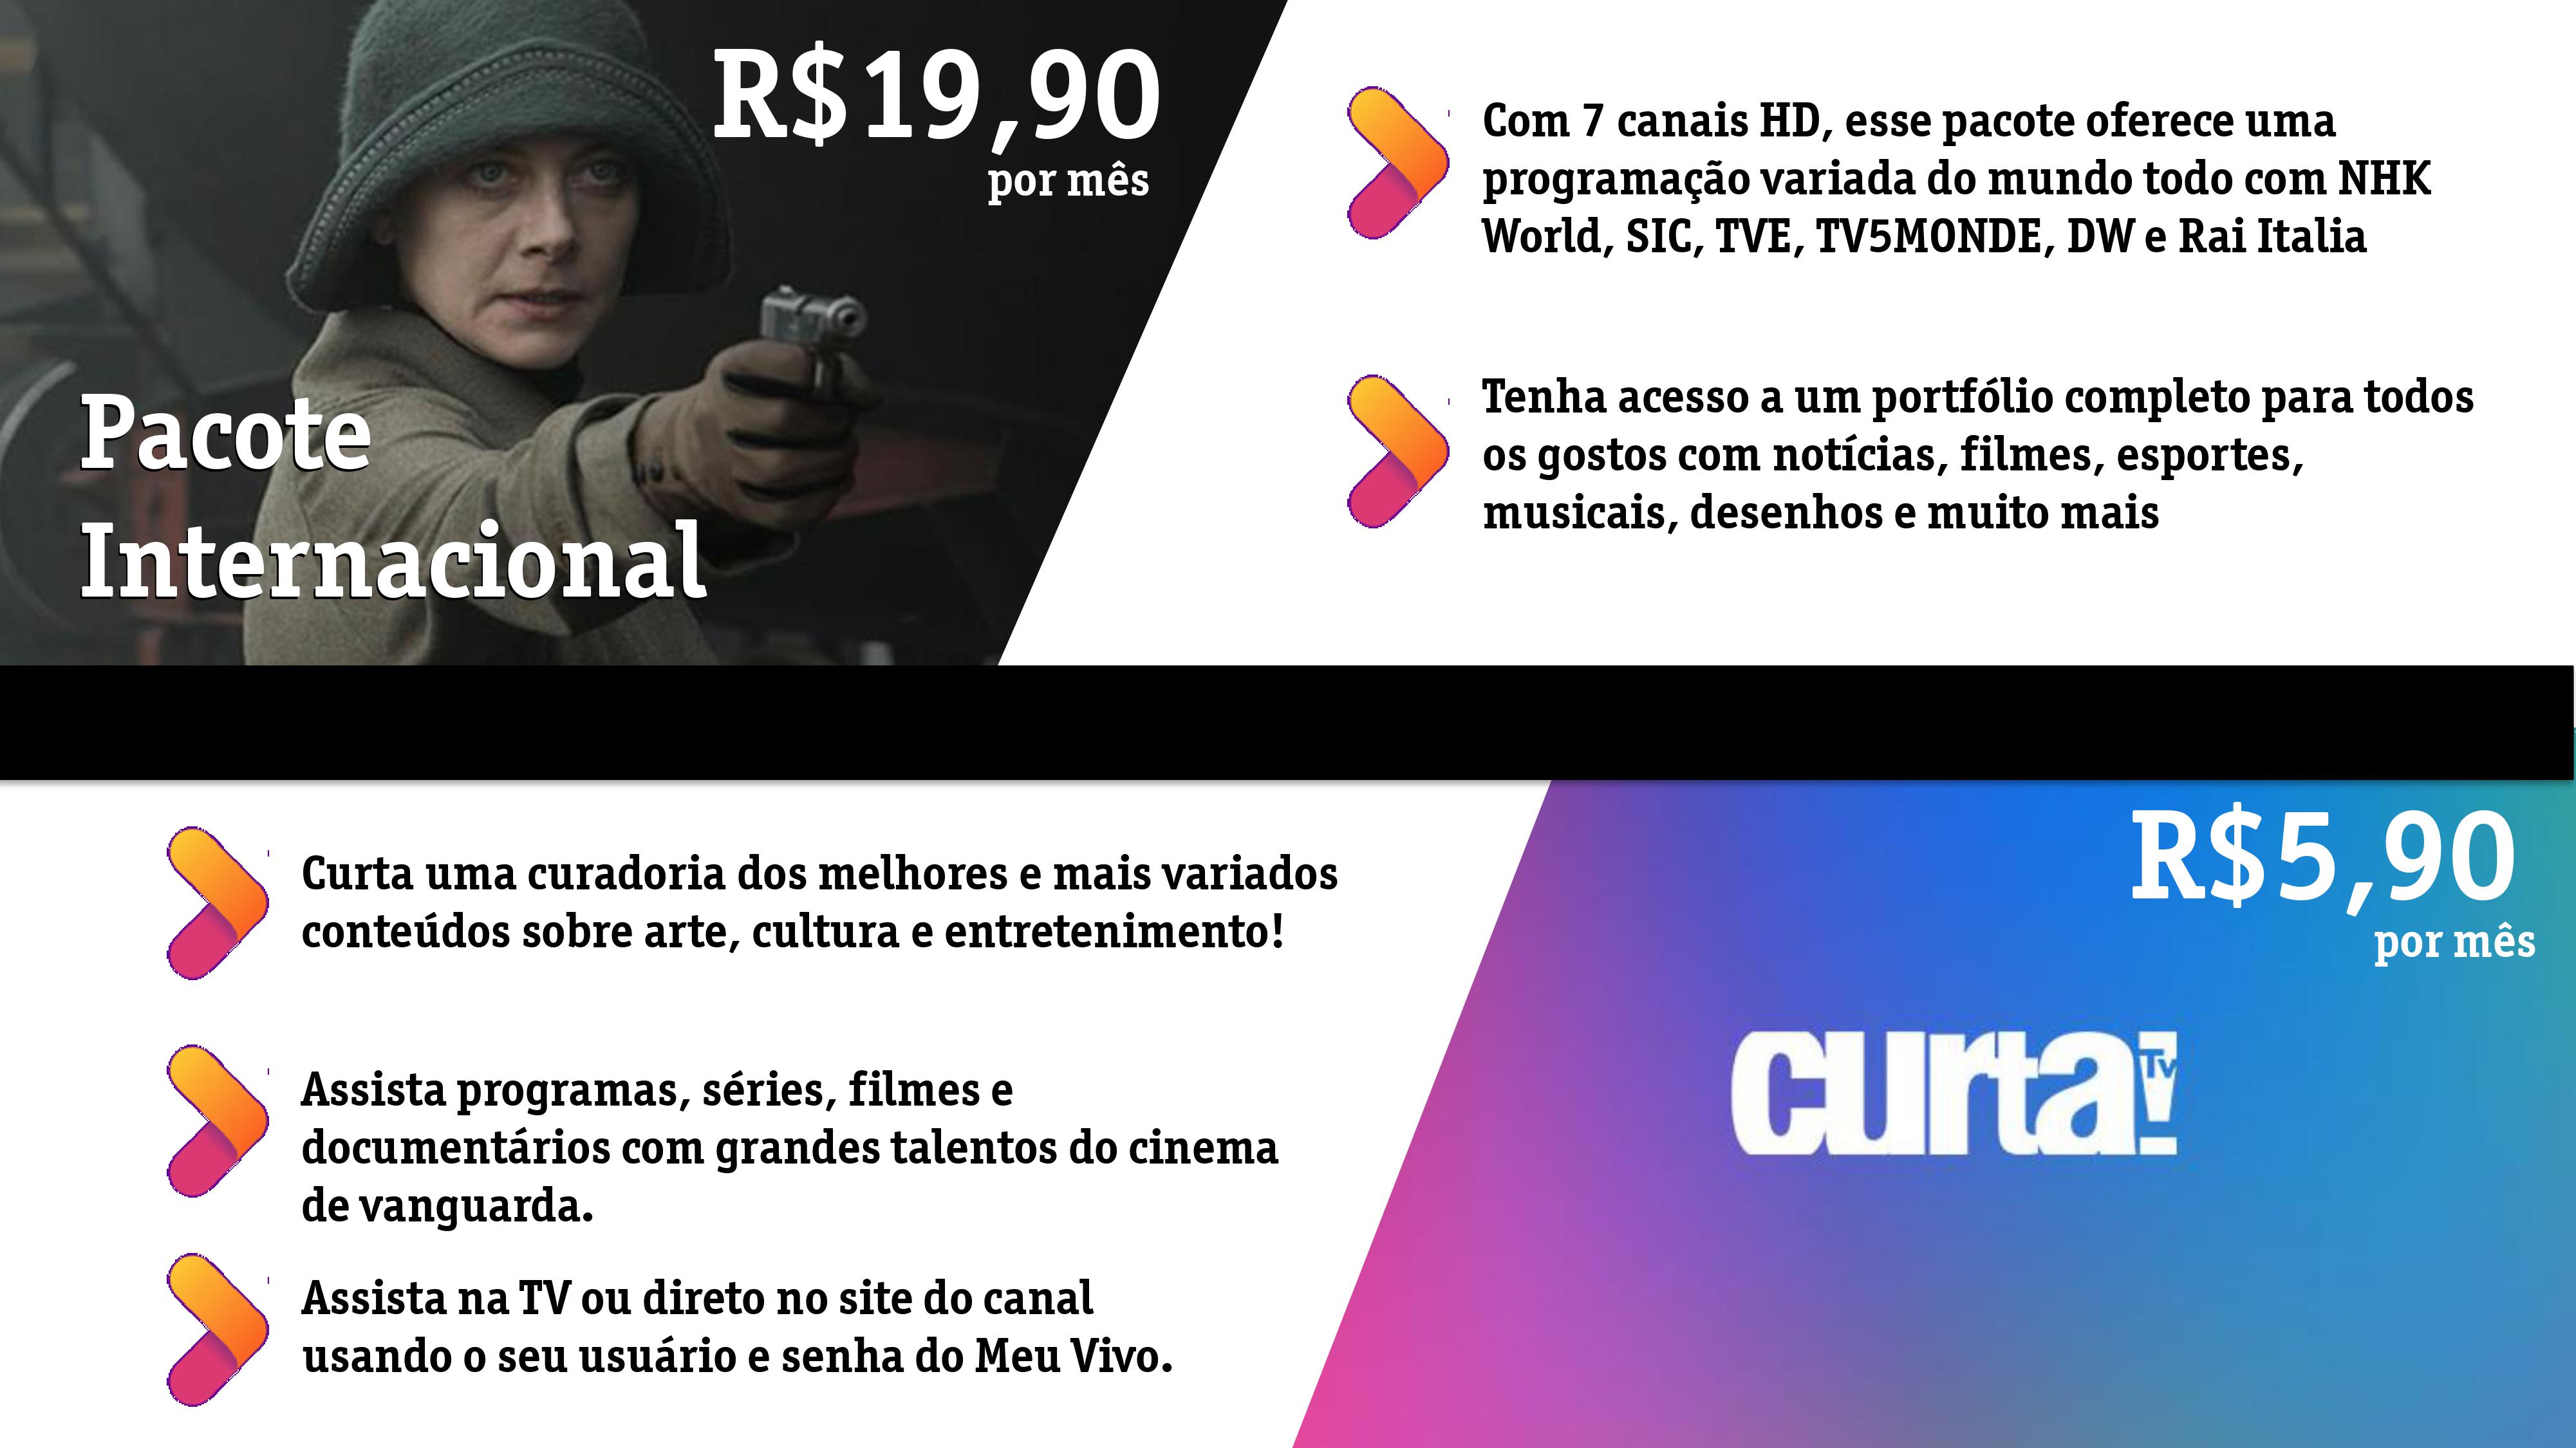 R$19,90
por mês
Pacote
Internacional
Com 7 canais HD, esse pacote oferece uma
programação variada do mundo todo com NHK
World, SIC, TVE, TV5MONDE, DW e Rai Italia
Tenha acesso a um portfólio completo para todos
os gostos com notícias, filmes, esportes,
musicais, desenhos e muito mais
Curta uma curadoria dos melhores e mais variados
conteúdos sobre arte, cultura e entretenimento!
Assista programas, séries, filmes e
documentários com grandes talentos do cinema
de vanguarda.
Assista na TV ou direto no site do canal
usando o seu usuário e senha do Meu Vivo.
R$5,90
por mês
curta!
Tv